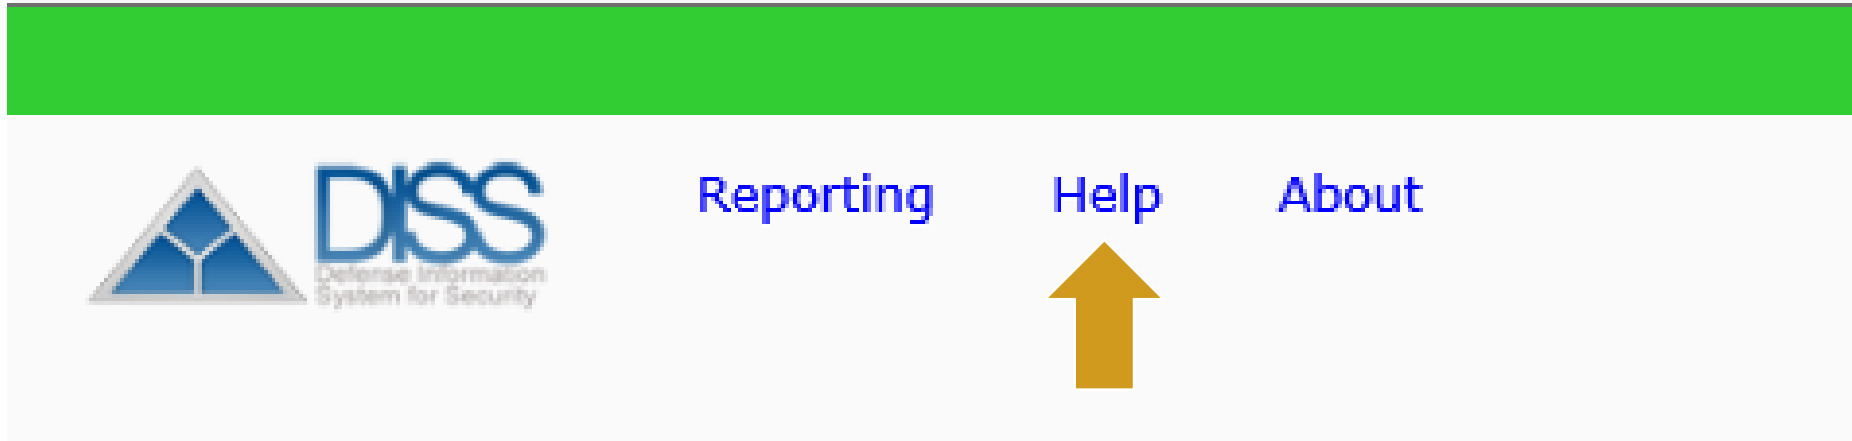 DISS
Defense Information
System for Security
Reporting Help About